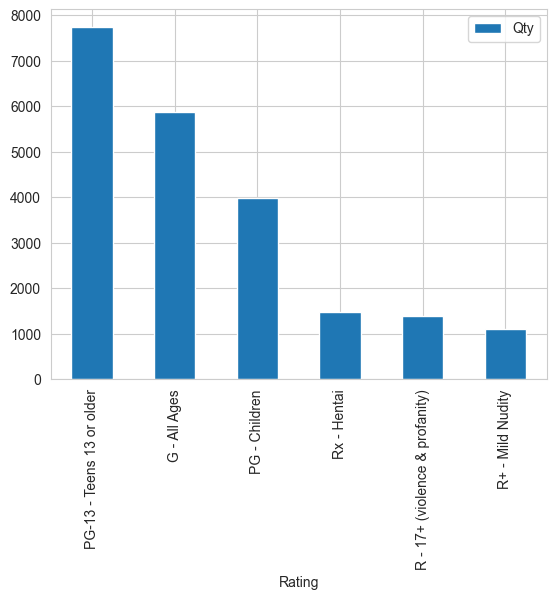 Qty
8000
7000
6000
5000
4000
3000
2000
1000
0
PG-13 - Teens 13 or older
G - All Ages
PG - Children
Rx - Hentai
R - 17+ (violence & profanity)
R+ - Mild Nudity
Rating